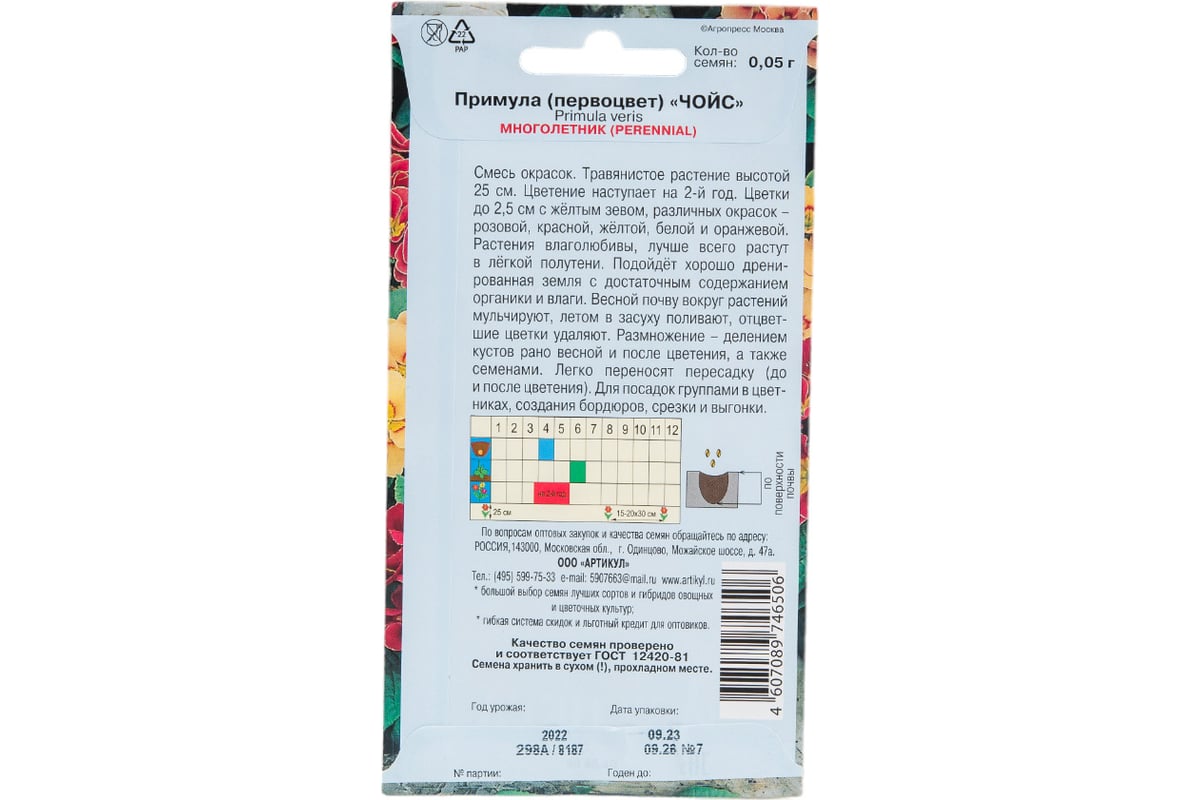 22
PAP
©Агропресс Москва
Кол-во
семян: 0,05 г
Примула (первоцвет) «ЧОЙС»
Primula veris
МНОГОЛЕТНИК (PERENNIAL)
Смесь окрасок. Травянистое растение высотой
25 см. Цветение наступает на 2-й год. Цветки
до 2,5 см с жёлтым зевом, различных окрасок –
розовой, красной, жёлтой, белой и оранжевой.
Растения влаголюбивы, лучше всего растут
в лёгкой полутени. Подойдёт хорошо дрени-
рованная земля с достаточным содержанием
органики и влаги. Весной почву вокруг растений
мульчируют, летом в засуху поливают, отцвет-
шие цветки удаляют. Размножение – делением
кустов рано весной и после цветения, а также
семенами. Легко переносят пересадку (до
и после цветения). Для посадок группами в цвет-
никах, создания бордюров, срезки и выгонки.
1 2 3 4 5 6 7 8 9 10 11 12
на 2-й год
25 см
15-20х30 см
по
поверхности
почвы
По вопросам оптовых закупок и качества семян обращайтесь по адресу:
РОССИЯ,143000, Московская обл., г. Одинцово, Можайское шоссе, д. 47а.
ООО «АРТИКУЛ»
Тел.: (495) 599-75-33 e-mail: 5907663@mail.ru www.artikyl.ru
* большой выбор семян лучших сортов и гибридов овощных
и цветочных культур;
* гибкая система скидок и льготный кредит для оптовиков.
Качество семян проверено
и соответствует ГОСТ 12420-81
Семена хранить в сухом (!), прохладном месте.
4 607089 746506
Год урожая:
Дата упаковки:
2022
09.23
298А / 8187
09.28 №7
№ партии:
Годен до: